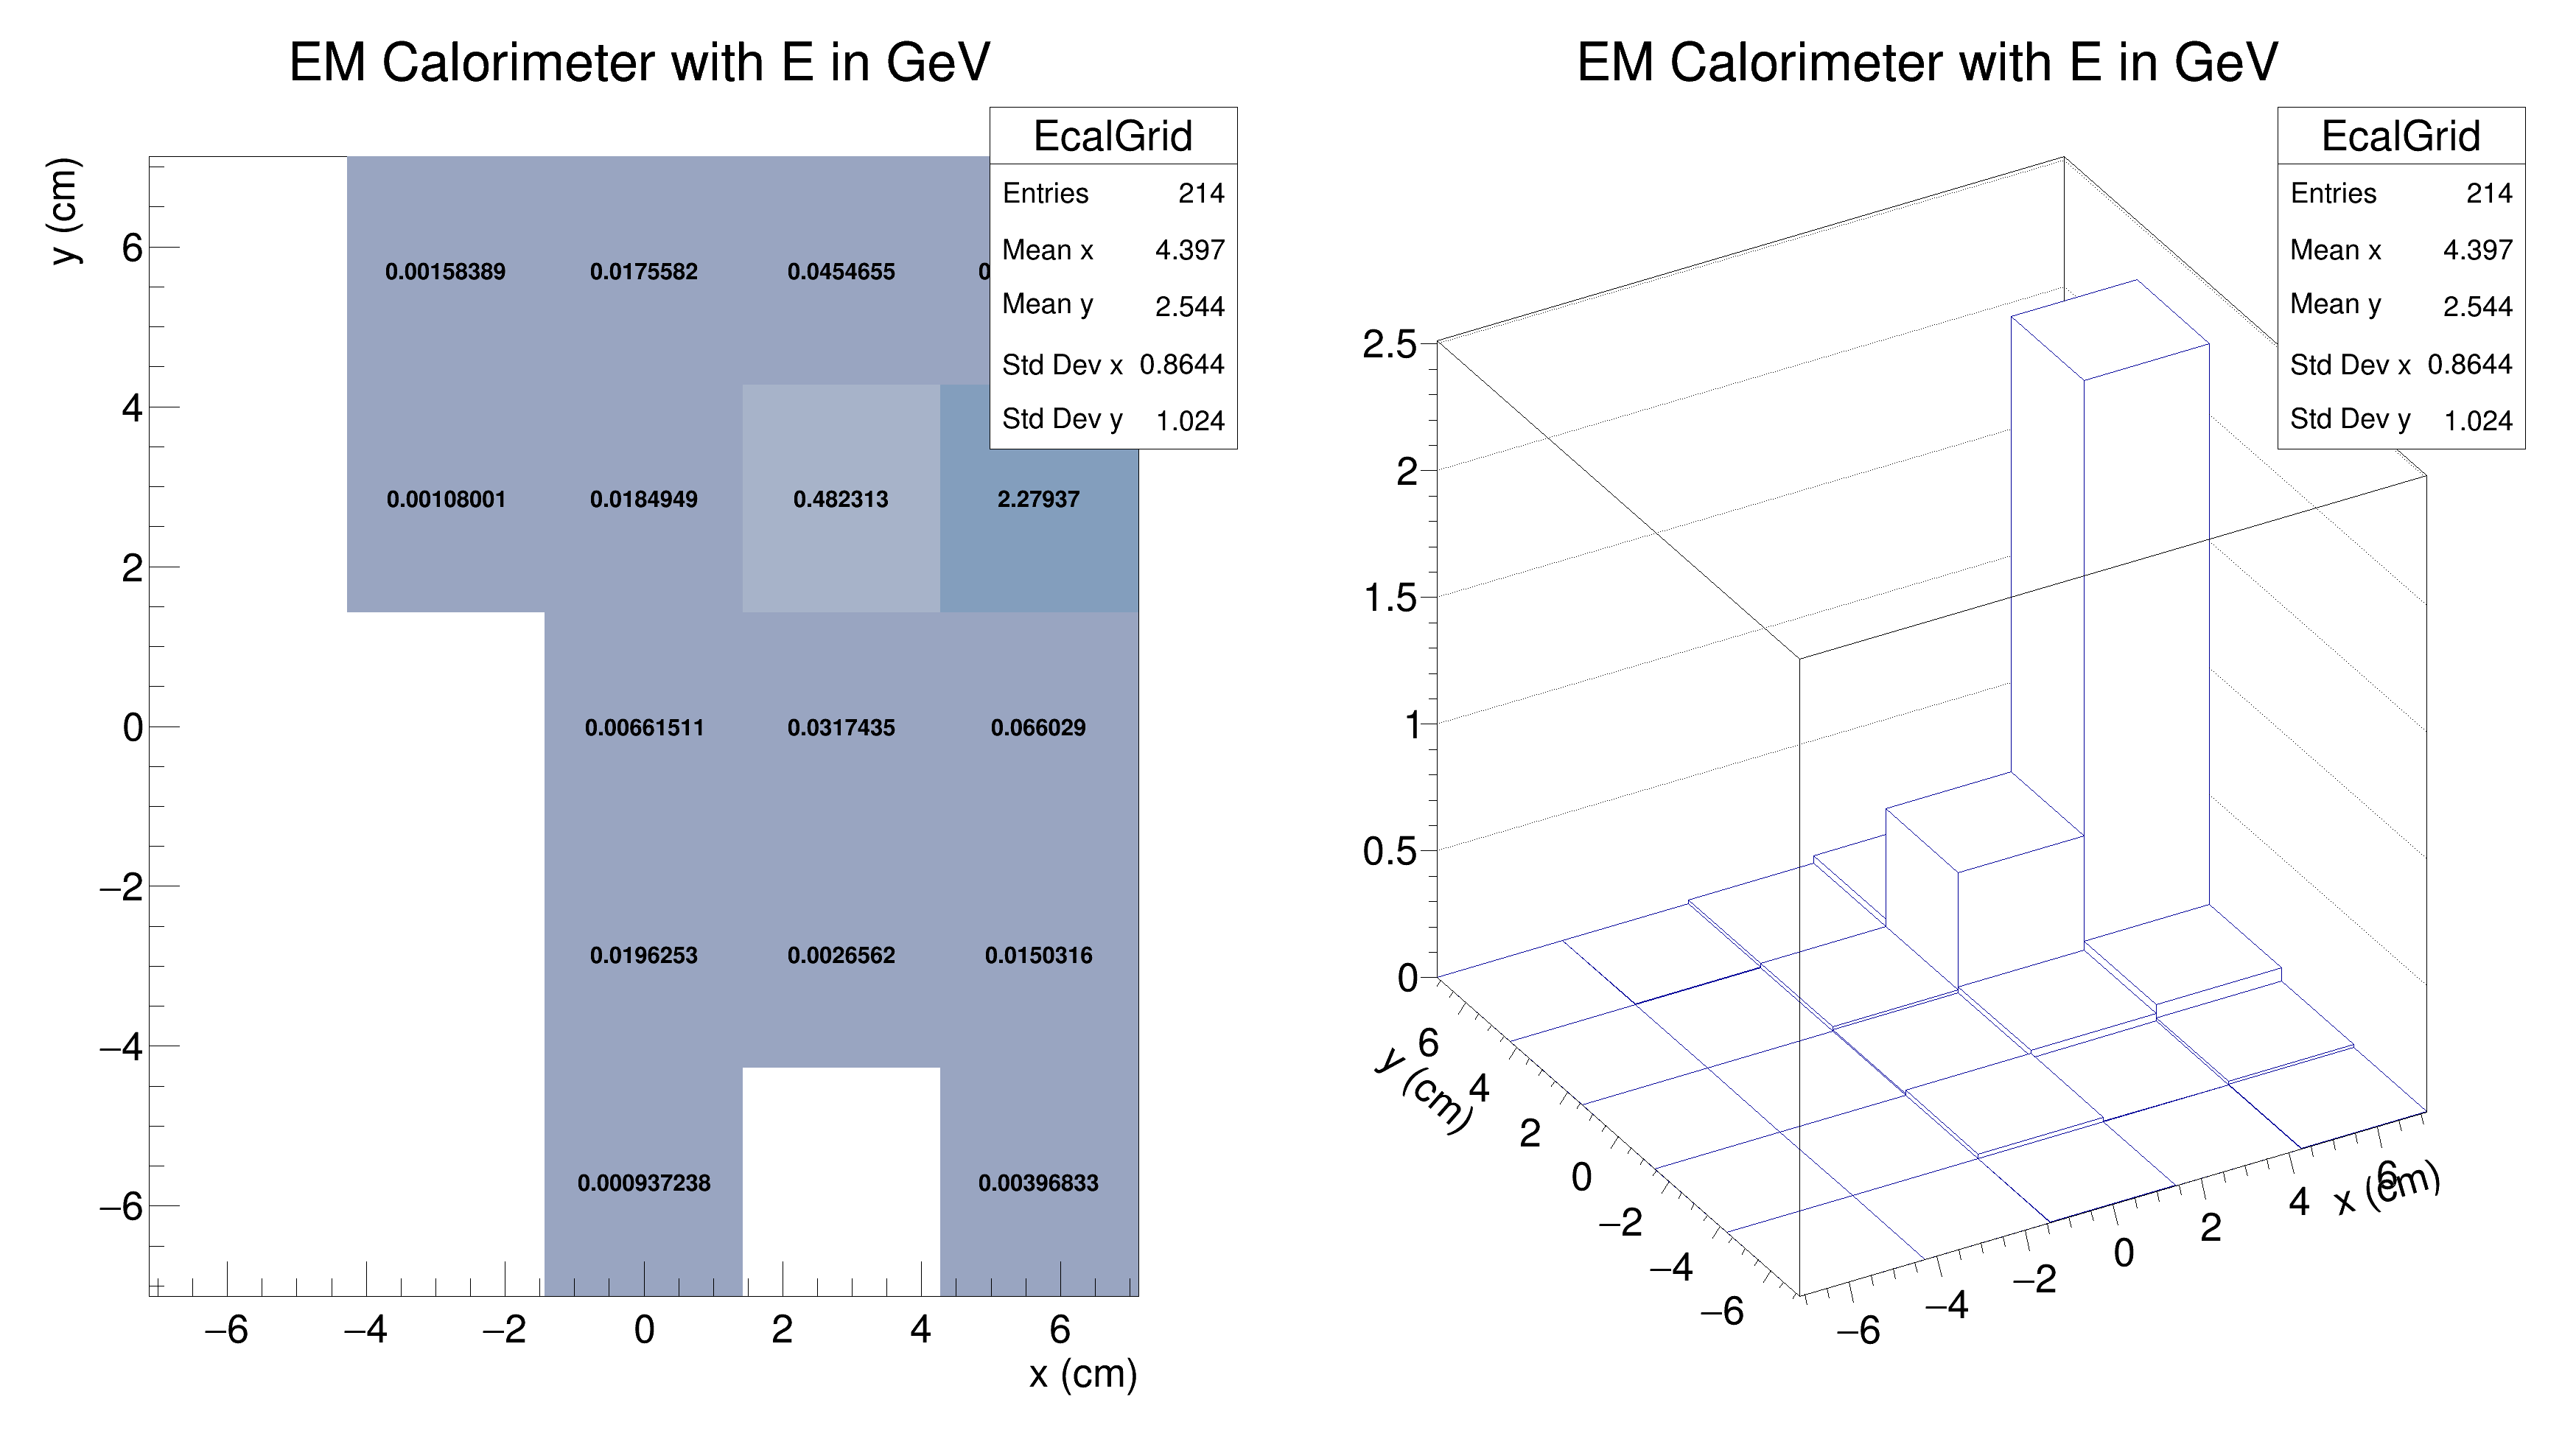 EM Calorimeter with E in GeV
EcalGrid
Entries 214
Mean x 4.397
Mean y 2.544
Std Dev x 0.8644
Std Dev y 1.024
y (cm)
6
4
2
0
−2
−4
−6
0.00158389 0.0175582 0.0454655
0.00108001 0.0184949 0.482313 2.27937
0.00661511 0.0317435 0.066029
0.0196253 0.0026562 0.0150316
0.000937238 0.00396833
−6 −4 −2 0 2 4 6
x (cm)
EM Calorimeter with E in GeV
EcalGrid
Entries 214
Mean x 4.397
Mean y 2.544
Std Dev x 0.8644
Std Dev y 1.024
2.5
2
1.5
1
0.5
0
6
4
2
0
−2
−4
−6
y (cm)
−6 −4 −2 0 2 4 6
x (cm)